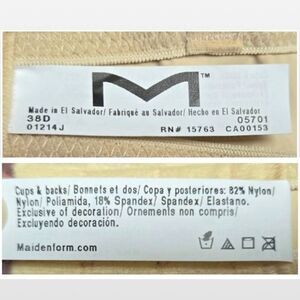 M™
Made in El Salvador/ Fabriqué au Salvador/ Hecho en El Salvador
38D 05701
01214J RN# 15763 CA00153
Cups & backs/ Bonnets et dos/ Copa y posteriores: 82% Nylon/
Nylon/ Poliamida, 18% Spandex/ Spandex/ Elastano.
Exclusive of decoration/ Ornements non compris/
Excluyendo decoración.
Maidenform.com